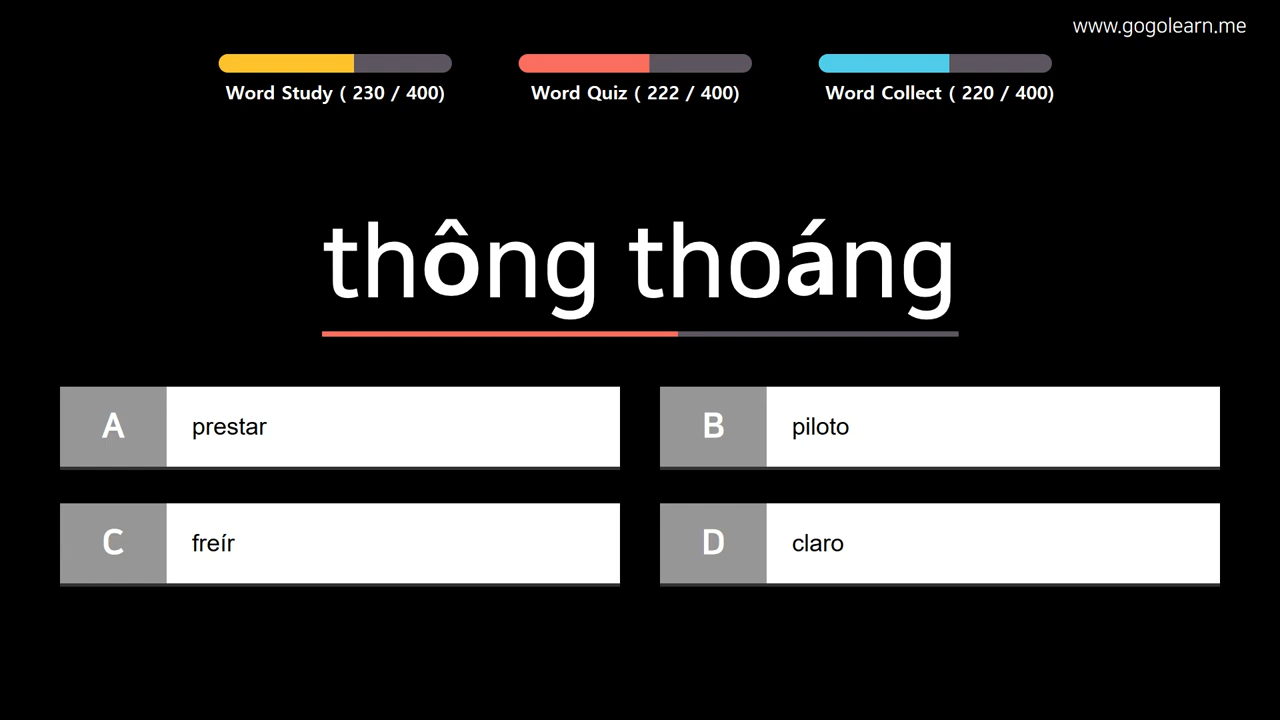 www.gogolearn.me
Word Study ( 230 / 400)
Word Quiz ( 222 / 400)
Word Collect ( 220 / 400)
thông thoáng
A prestar
B piloto
C freír
D claro